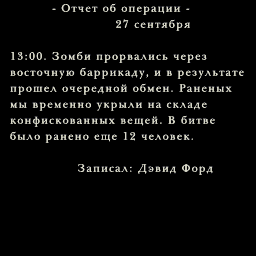 - Отчет об операции -
27 сентября
13:00. Зомби прорвались через
восточную баррикаду, и в результате
прошел очередной обмен. Раненых
мы временно укрыли на складе
конфискованных вещей. В битве
было ранено еще 12 человек.
Записал: Дэвид Форд